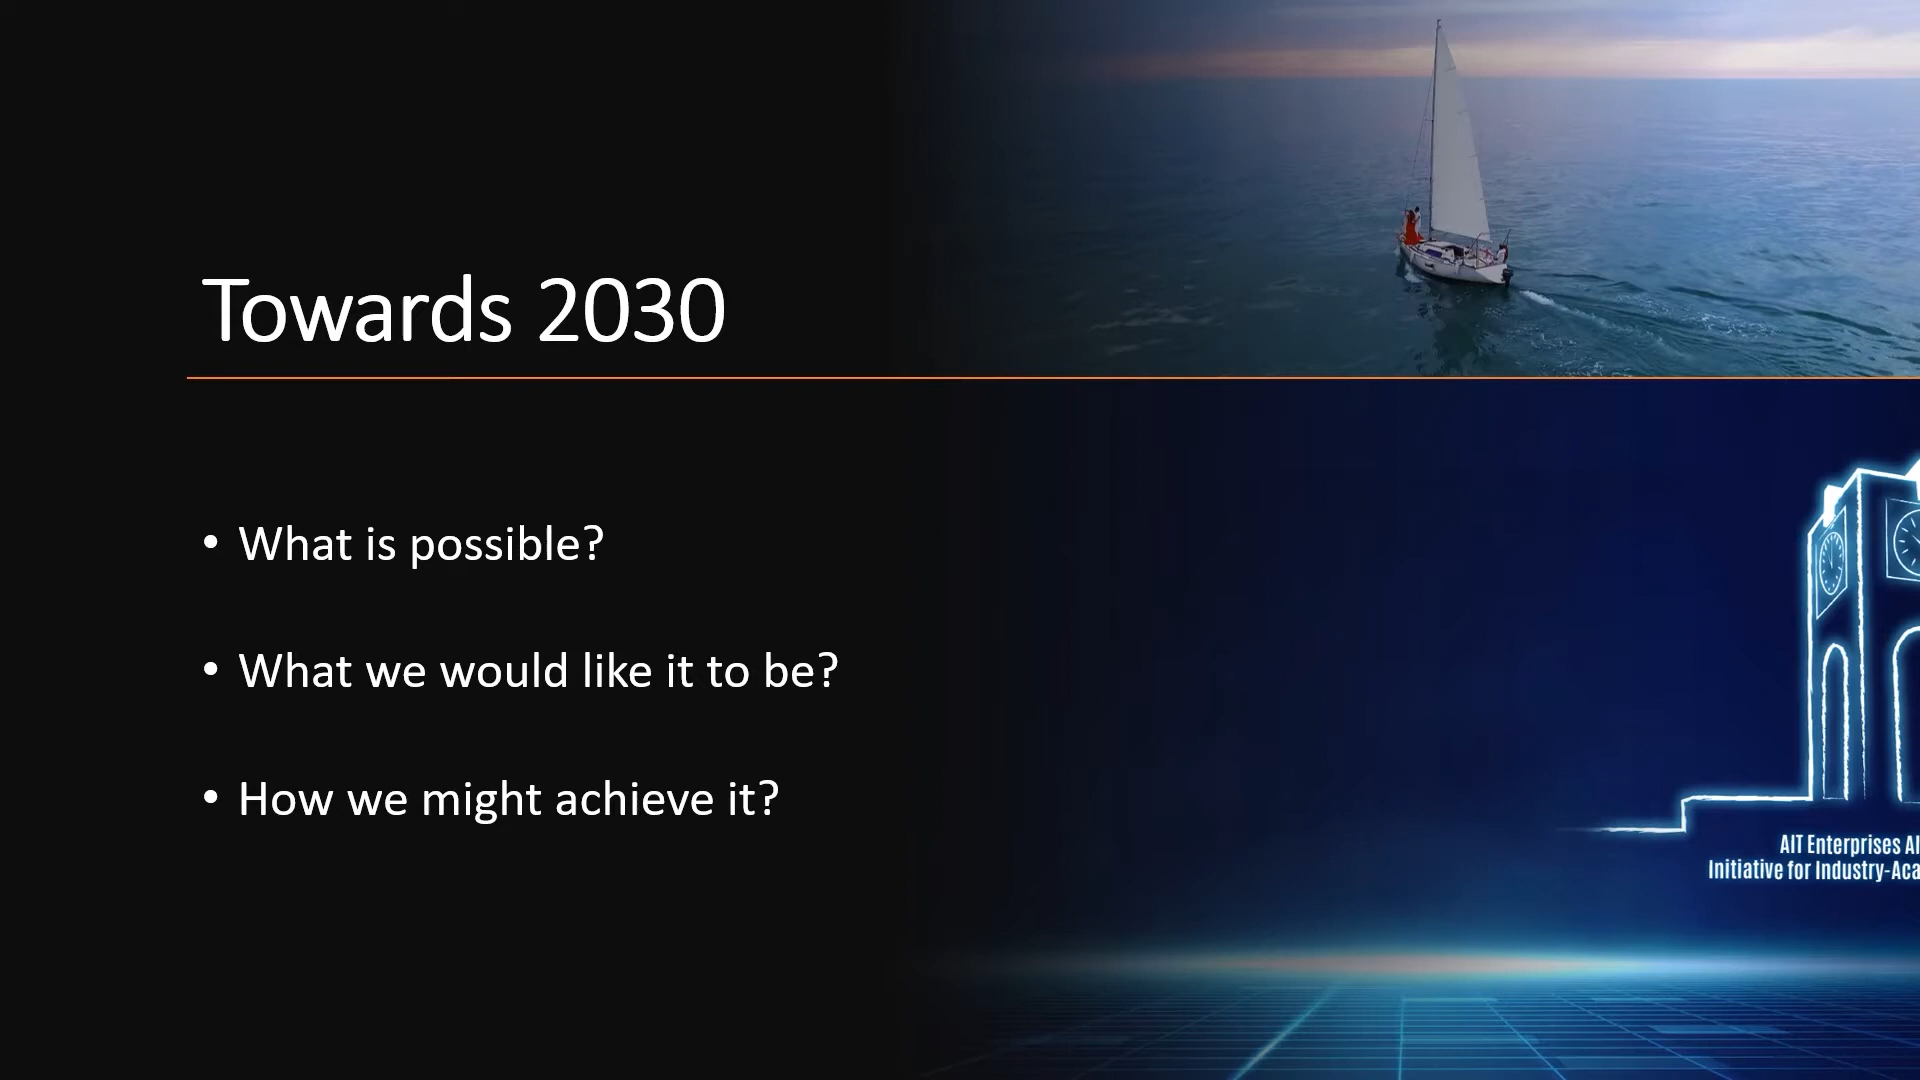 Towards 2030
• What is possible?
• What we would like it to be?
• How we might achieve it?
AIT Enterprises
Initiative for